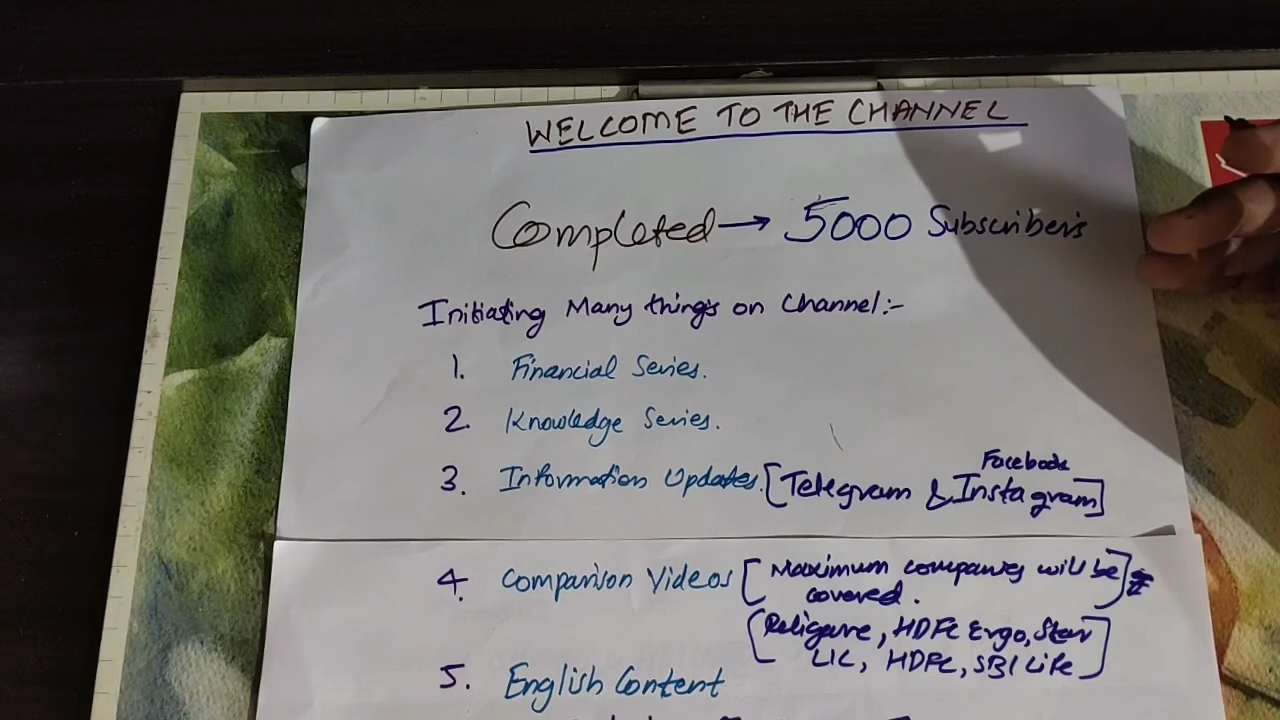 WELCOME TO THE CHANNEL
Completed → 5000 Subscriber's
Initiating Many thing's on Channel:-
1. Financial Series.
2. Knowledge Series.
3. Information Updates. [Telegram & Facebook Instagram]
4. Comparison Videos [Maximum companies will be covered.]
[Religare, HDFC Ergo, Star
LIC, HDFC, SBI Life]
5. English Content